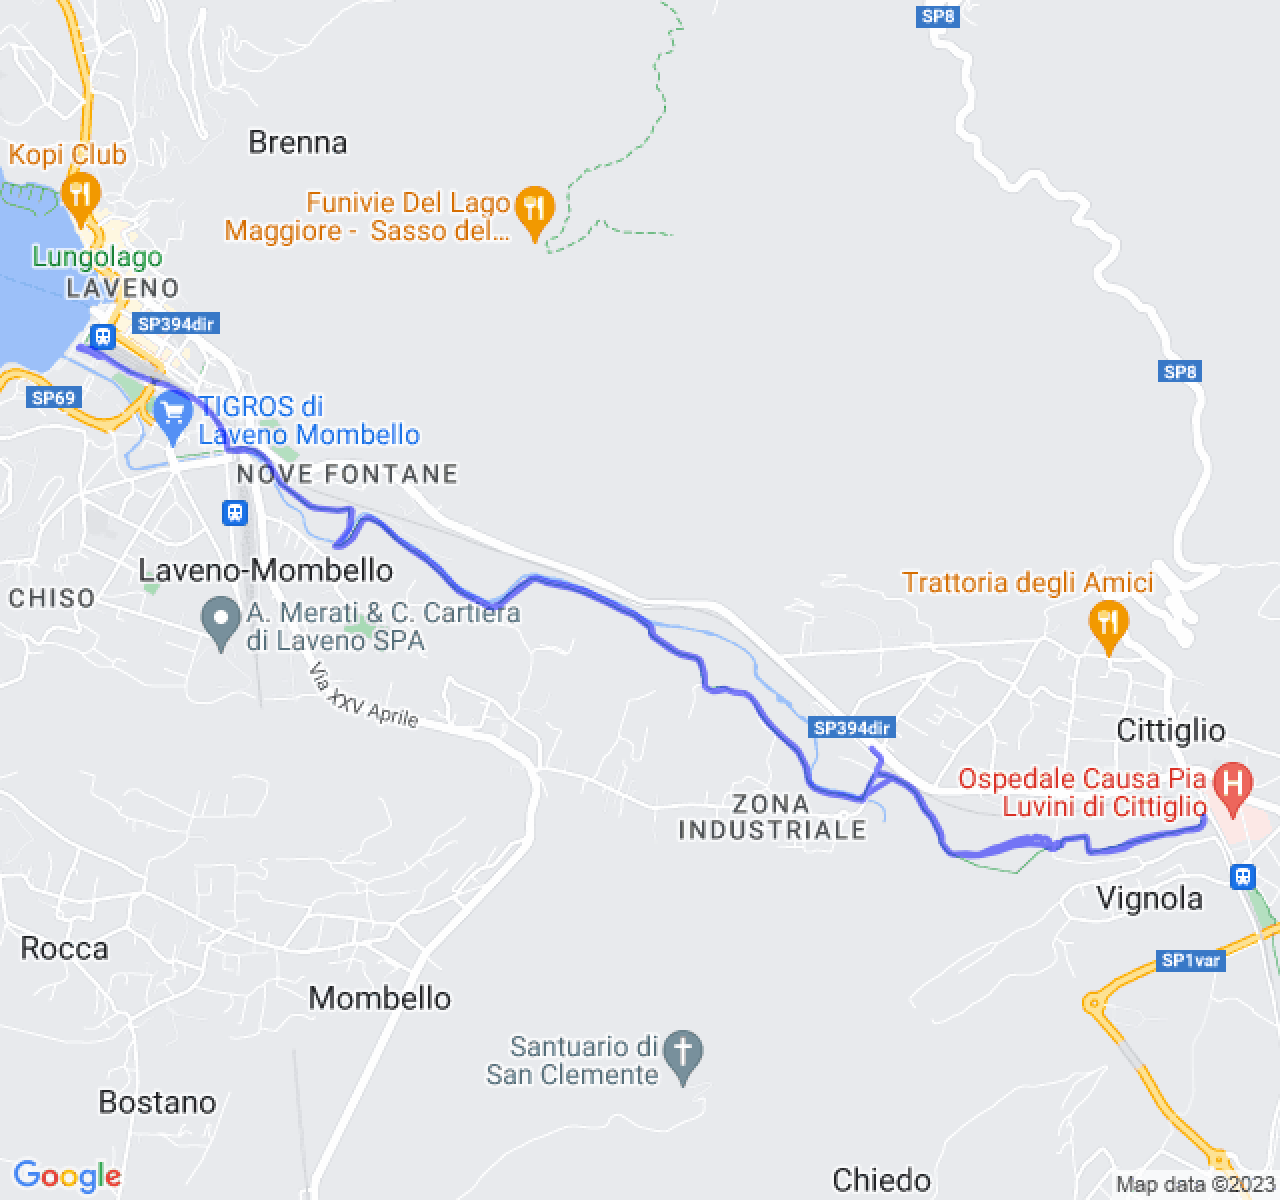 SP8
Brenna
Kopi Club
Funivie Del Lago
Maggiore - Sasso del...
Lungolago
LAVENO
SP394dir
SP8
SP69
TIGROS di
Laveno Mombello
NOVE FONTANE
Laveno-Mombello
CHISO
A. Merati & C. Cartiera
di Laveno SPA
Trattoria degli Amici
Via XXV Aprile
SP394dir
Cittiglio
Ospedale Causa Pia
Luvini di Cittiglio
H
ZONA
INDUSTRIALE
Vignola
Rocca
SP1var
Mombello
Santuario di
San Clemente
Bostano
Chiedo
Google
Map data ©2023